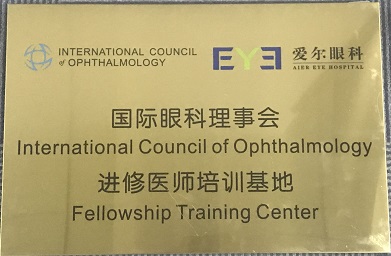 INTERNATIONAL COUNCIL
of OPHTHALMOLOGY
EYE
爱尔眼科
AIER EYE HOSPITAL
国际眼科理事会
International Council of Ophthalmology
进修医师培训基地
Fellowship Training Center